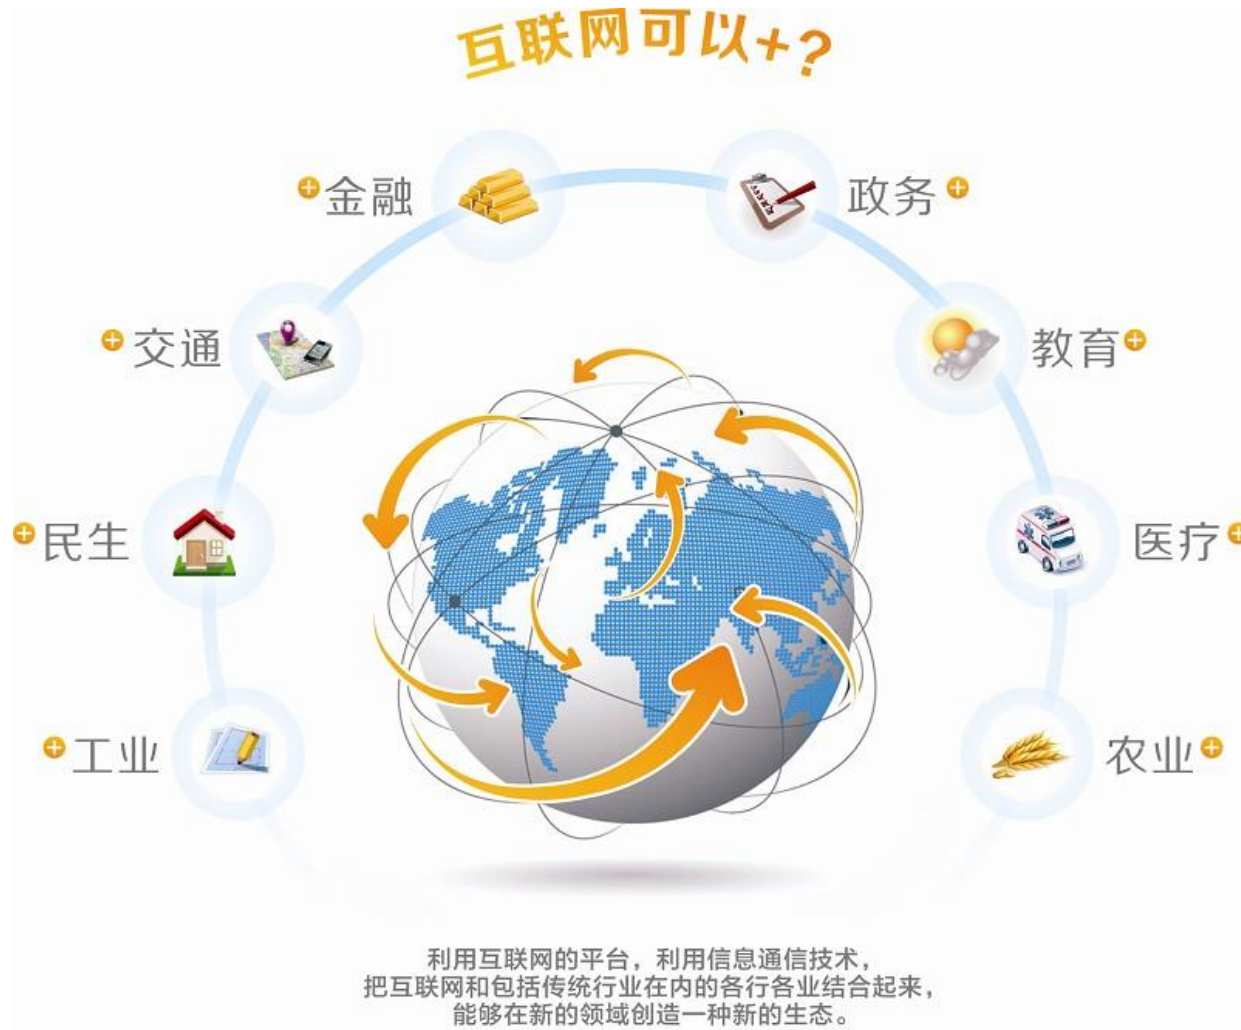 互联网可以+?
+金融
政务+
+交通
教育+
+民生
医疗+
+工业
农业+
利用互联网的平台，利用信息通信技术，
把互联网和包括传统行业在内的各行各业结合起来，
能够在新的领域创造一种新的生态。